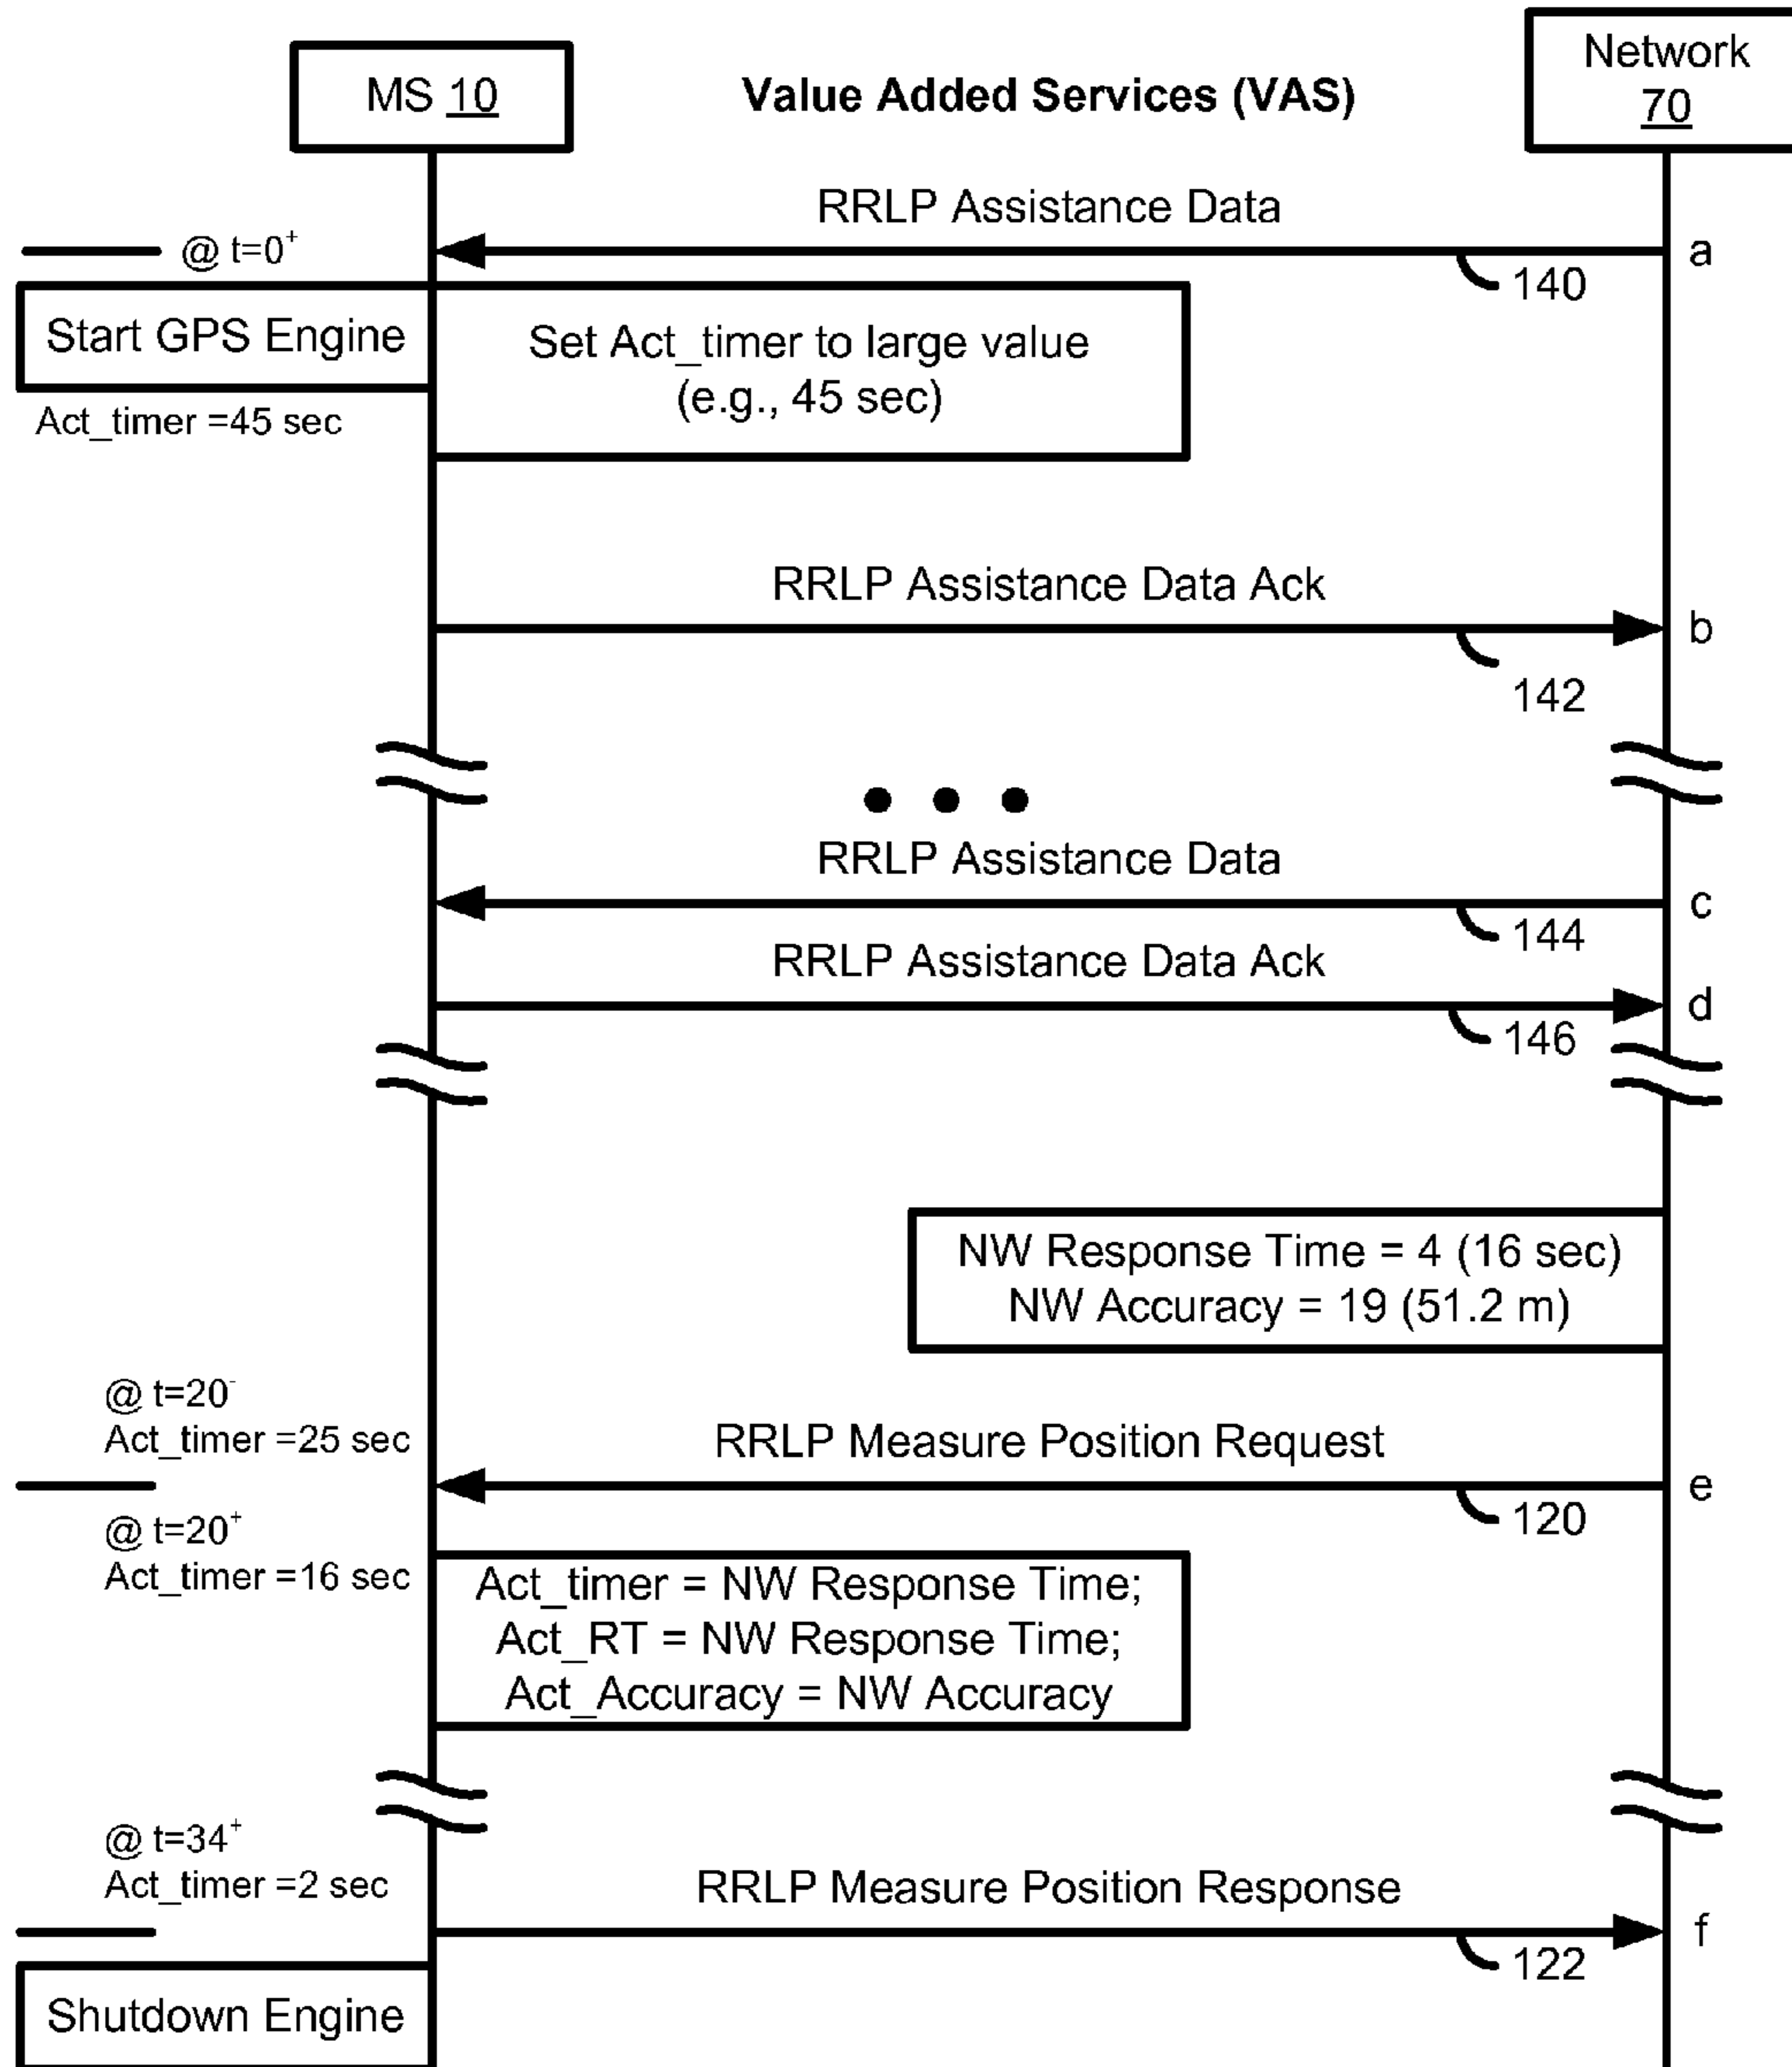 MS 10
Value Added Services (VAS)
Network
70
RRLP Assistance Data
@ t=0⁺
a
140
Start GPS Engine
Set Act_timer to large value
(e.g., 45 sec)
Act_timer =45 sec
RRLP Assistance Data Ack
b
142
RRLP Assistance Data
c
144
RRLP Assistance Data Ack
d
146
NW Response Time = 4 (16 sec)
NW Accuracy = 19 (51.2 m)
@ t=20⁻
Act_timer =25 sec
RRLP Measure Position Request
e
120
@ t=20⁺
Act_timer =16 sec
Act_timer = NW Response Time;
Act_RT = NW Response Time;
Act_Accuracy = NW Accuracy
@ t=34⁺
Act_timer =2 sec
RRLP Measure Position Response
f
122
Shutdown Engine